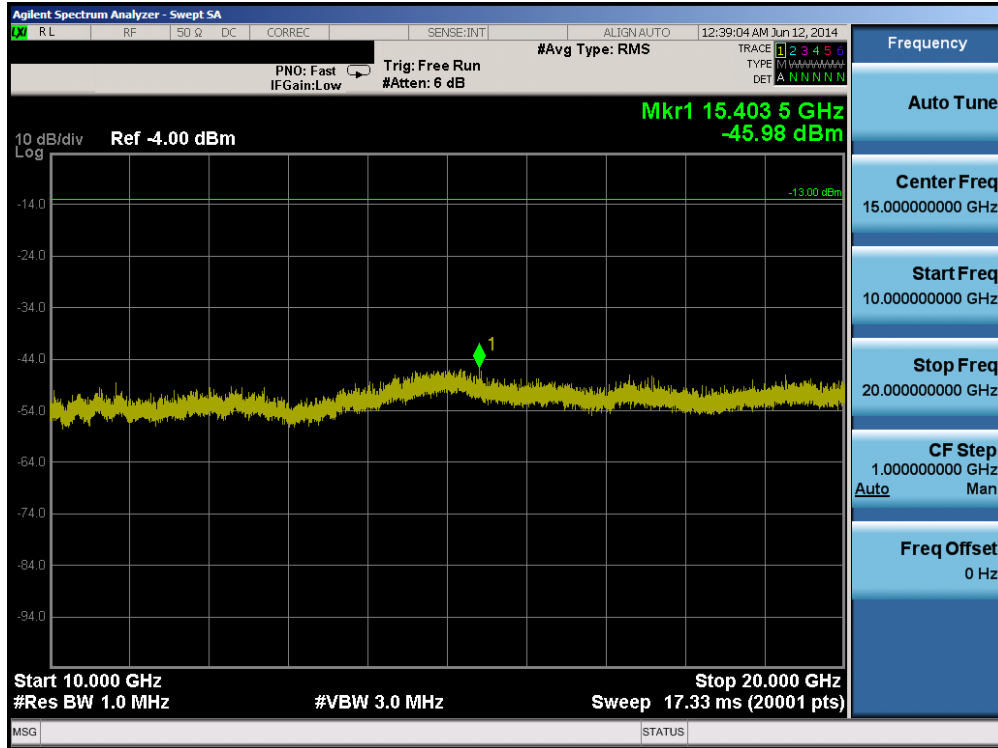 Agilent Spectrum Analyzer - Swept SA
LXI RL RF 50 Ω DC CORREC SENSE:INT ALIGN AUTO 12:39:04 AM Jun 12, 2014
#Avg Type: RMS TRACE 1 2 3 4 5 6
PNO: Fast Trig: Free Run TYPE M WWWWW
IFGain:Low #Atten: 6 dB DET A N N N N N
Mkr1 15.403 5 GHz
10 dB/div Ref -4.00 dBm -45.98 dBm
Log
-13.00 dBm
-14.0
-24.0
-34.0
1
-44.0
-54.0
-64.0
-74.0
-84.0
-94.0
Start 10.000 GHz Stop 20.000 GHz
#Res BW 1.0 MHz #VBW 3.0 MHz Sweep 17.33 ms (20001 pts)
MSG STATUS
Frequency
Auto Tune
Center Freq
15.000000000 GHz
Start Freq
10.000000000 GHz
Stop Freq
20.000000000 GHz
CF Step
1.000000000 GHz
Auto Man
Freq Offset
0 Hz